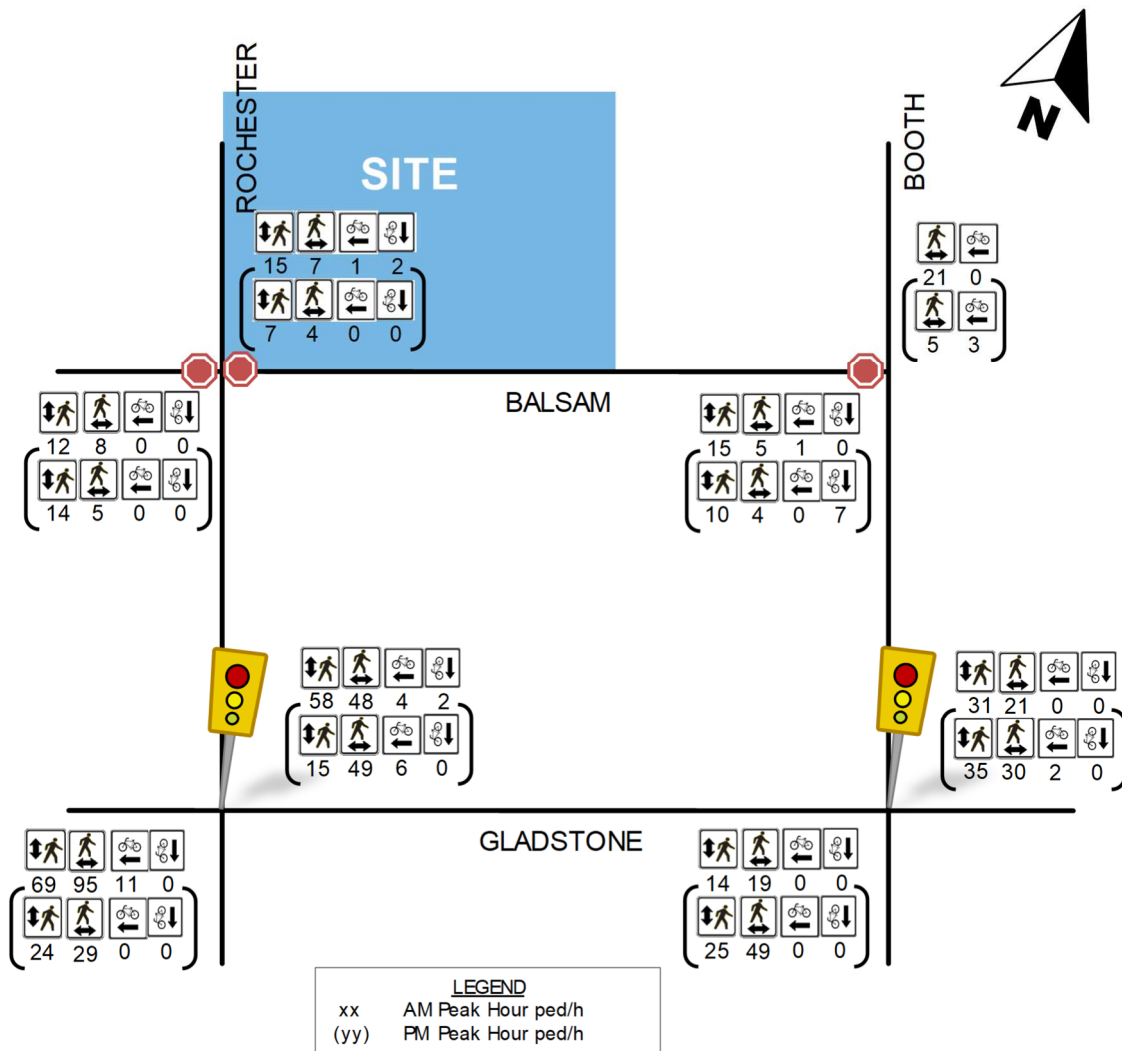 ROCHESTER
BOOTH
N
SITE
15 7 1 2
7 4 0 0
21 0
5 3
BALSAM
12 8 0 0
14 5 0 0
15 5 1 0
10 4 0 7
58 48 4 2
15 49 6 0
31 21 0 0
35 30 2 0
GLADSTONE
69 95 11 0
24 29 0 0
14 19 0 0
25 49 0 0
LEGEND
xx AM Peak Hour ped/h
(yy) PM Peak Hour ped/h